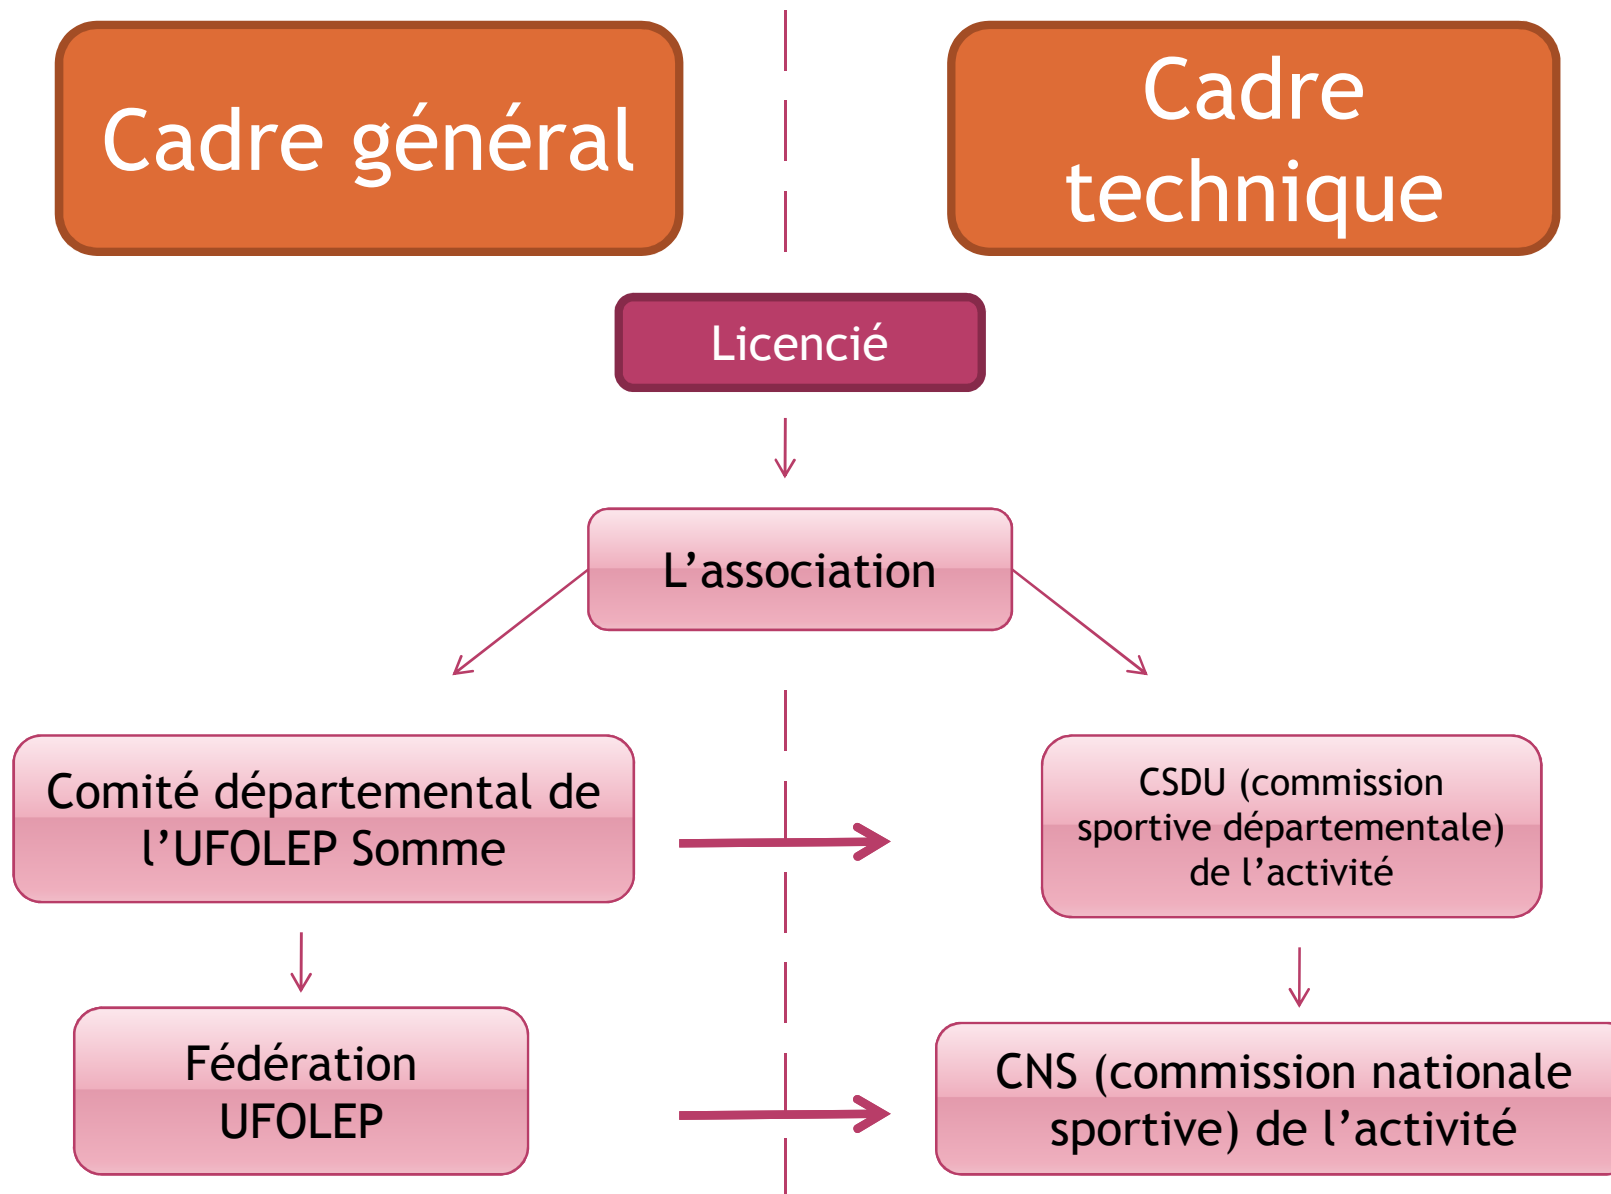 Cadre général
Cadre
technique
Licencié
L’association
Comité départemental de
l’UFOLEP Somme
CSDU (commission
sportive départementale)
de l’activité
Fédération
UFOLEP
CNS (commission nationale
sportive) de l’activité